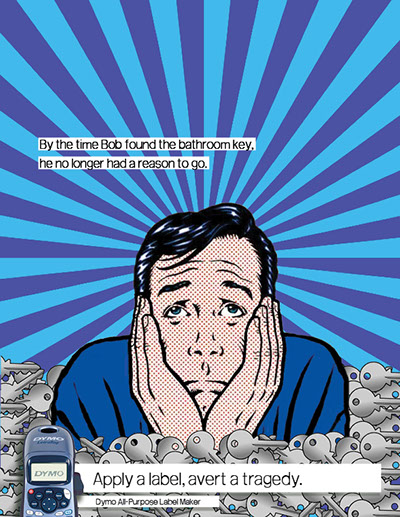 By the time Bob found the bathroom key,
he no longer had a reason to go.
DYMO
DYMO
Apply a label, avert a tragedy.
Dymo All-Purpose Label Maker